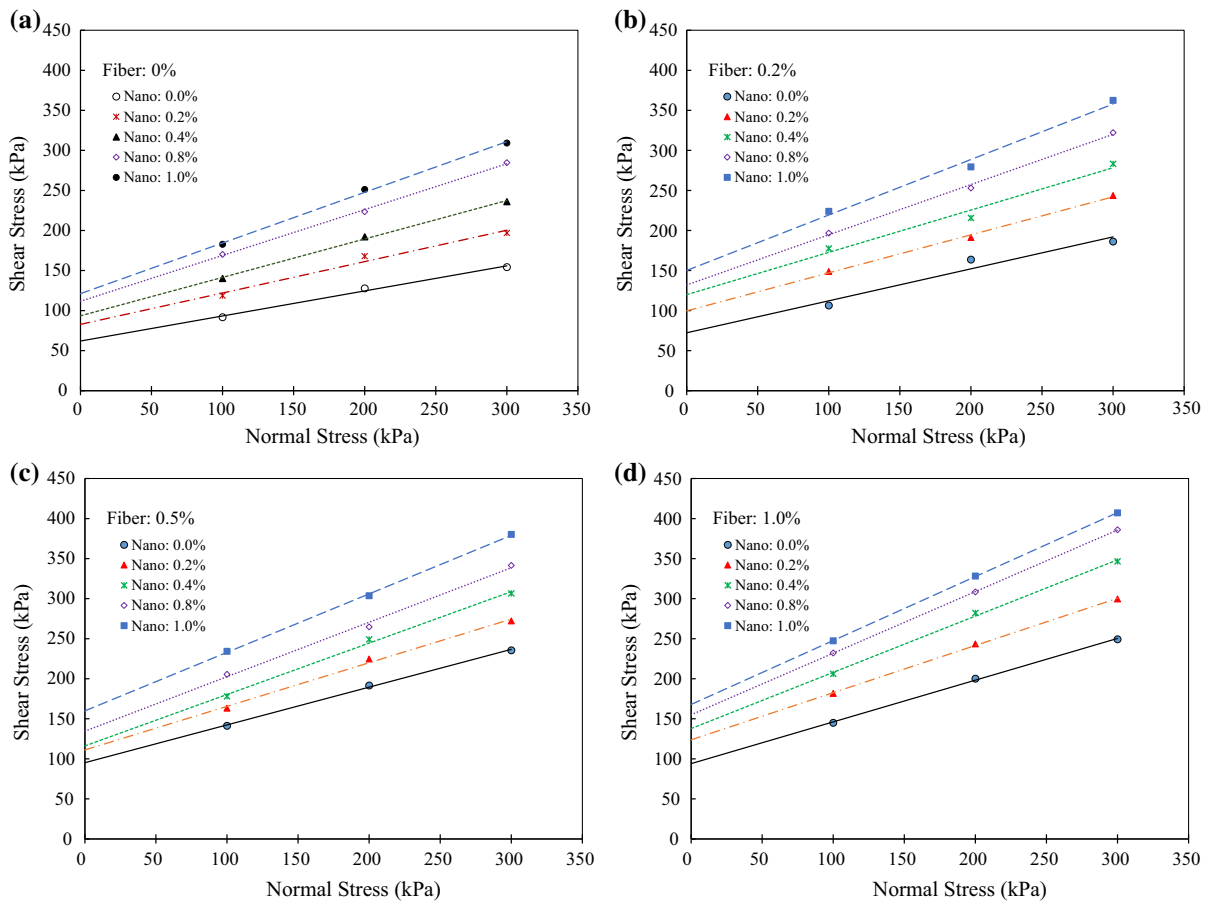 (a)
450
400
350
300
250
200
150
100
50
0
Shear Stress (kPa)
Fiber: 0%
Nano: 0.0%
Nano: 0.2%
Nano: 0.4%
Nano: 0.8%
Nano: 1.0%
0 50 100 150 200 250 300 350
Normal Stress (kPa)
(b)
450
400
350
300
250
200
150
100
50
0
Shear Stress (kPa)
Fiber: 0.2%
Nano: 0.0%
Nano: 0.2%
Nano: 0.4%
Nano: 0.8%
Nano: 1.0%
0 50 100 150 200 250 300 350
Normal Stress (kPa)
(c)
450
400
350
300
250
200
150
100
50
0
Shear Stress (kPa)
Fiber: 0.5%
Nano: 0.0%
Nano: 0.2%
Nano: 0.4%
Nano: 0.8%
Nano: 1.0%
0 50 100 150 200 250 300 350
Normal Stress (kPa)
(d)
450
400
350
300
250
200
150
100
50
0
Shear Stress (kPa)
Fiber: 1.0%
Nano: 0.0%
Nano: 0.2%
Nano: 0.4%
Nano: 0.8%
Nano: 1.0%
0 50 100 150 200 250 300 350
Normal Stress (kPa)